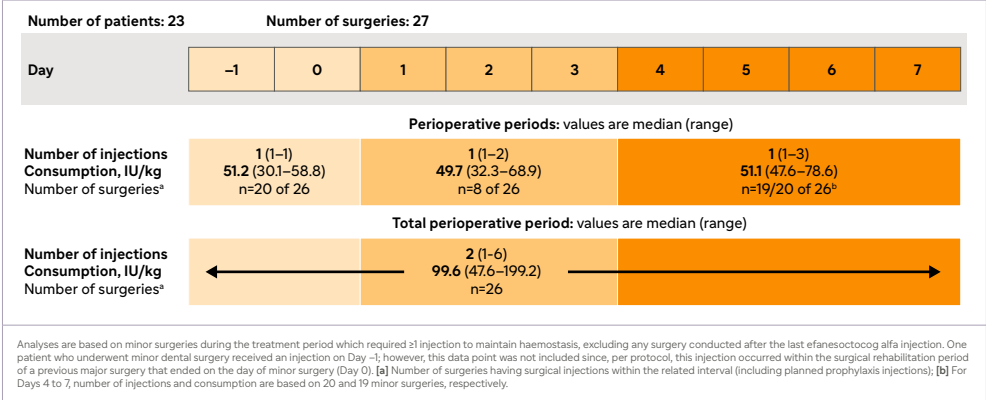 Number of patients: 23 Number of surgeries: 27
Day –1 0 1 2 3 4 5 6 7
Perioperative periods: values are median (range)
Number of injections 1 (1–1) 1 (1–2) 1 (1–3)
Consumption, IU/kg 51.2 (30.1–58.8) 49.7 (32.3–68.9) 51.1 (47.6–78.6)
Number of surgeriesª n=20 of 26 n=8 of 26 n=19/20 of 26ᵇ
Total perioperative period: values are median (range)
Number of injections 2 (1-6)
Consumption, IU/kg 99.6 (47.6–199.2)
Number of surgeriesª n=26
Analyses are based on minor surgeries during the treatment period which required ≥1 injection to maintain haemostasis, excluding any surgery conducted after the last efanesoctocog alfa injection. One
patient who underwent minor dental surgery received an injection on Day –1; however, this data point was not included since, per protocol, this injection occurred within the surgical rehabilitation period
of a previous major surgery that ended on the day of minor surgery (Day 0). [a] Number of surgeries having surgical injections within the related interval (including planned prophylaxis injections); [b] For
Days 4 to 7, number of injections and consumption are based on 20 and 19 minor surgeries, respectively.